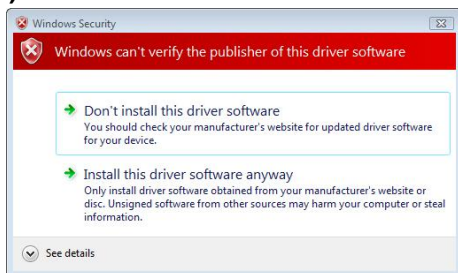 Windows Security
Windows can't verify the publisher of this driver software
Don't install this driver software
You should check your manufacturer's website for updated driver software
for your device.
Install this driver software anyway
Only install driver software obtained from your manufacturer's website or
disc. Unsigned software from other sources may harm your computer or steal
information.
See details